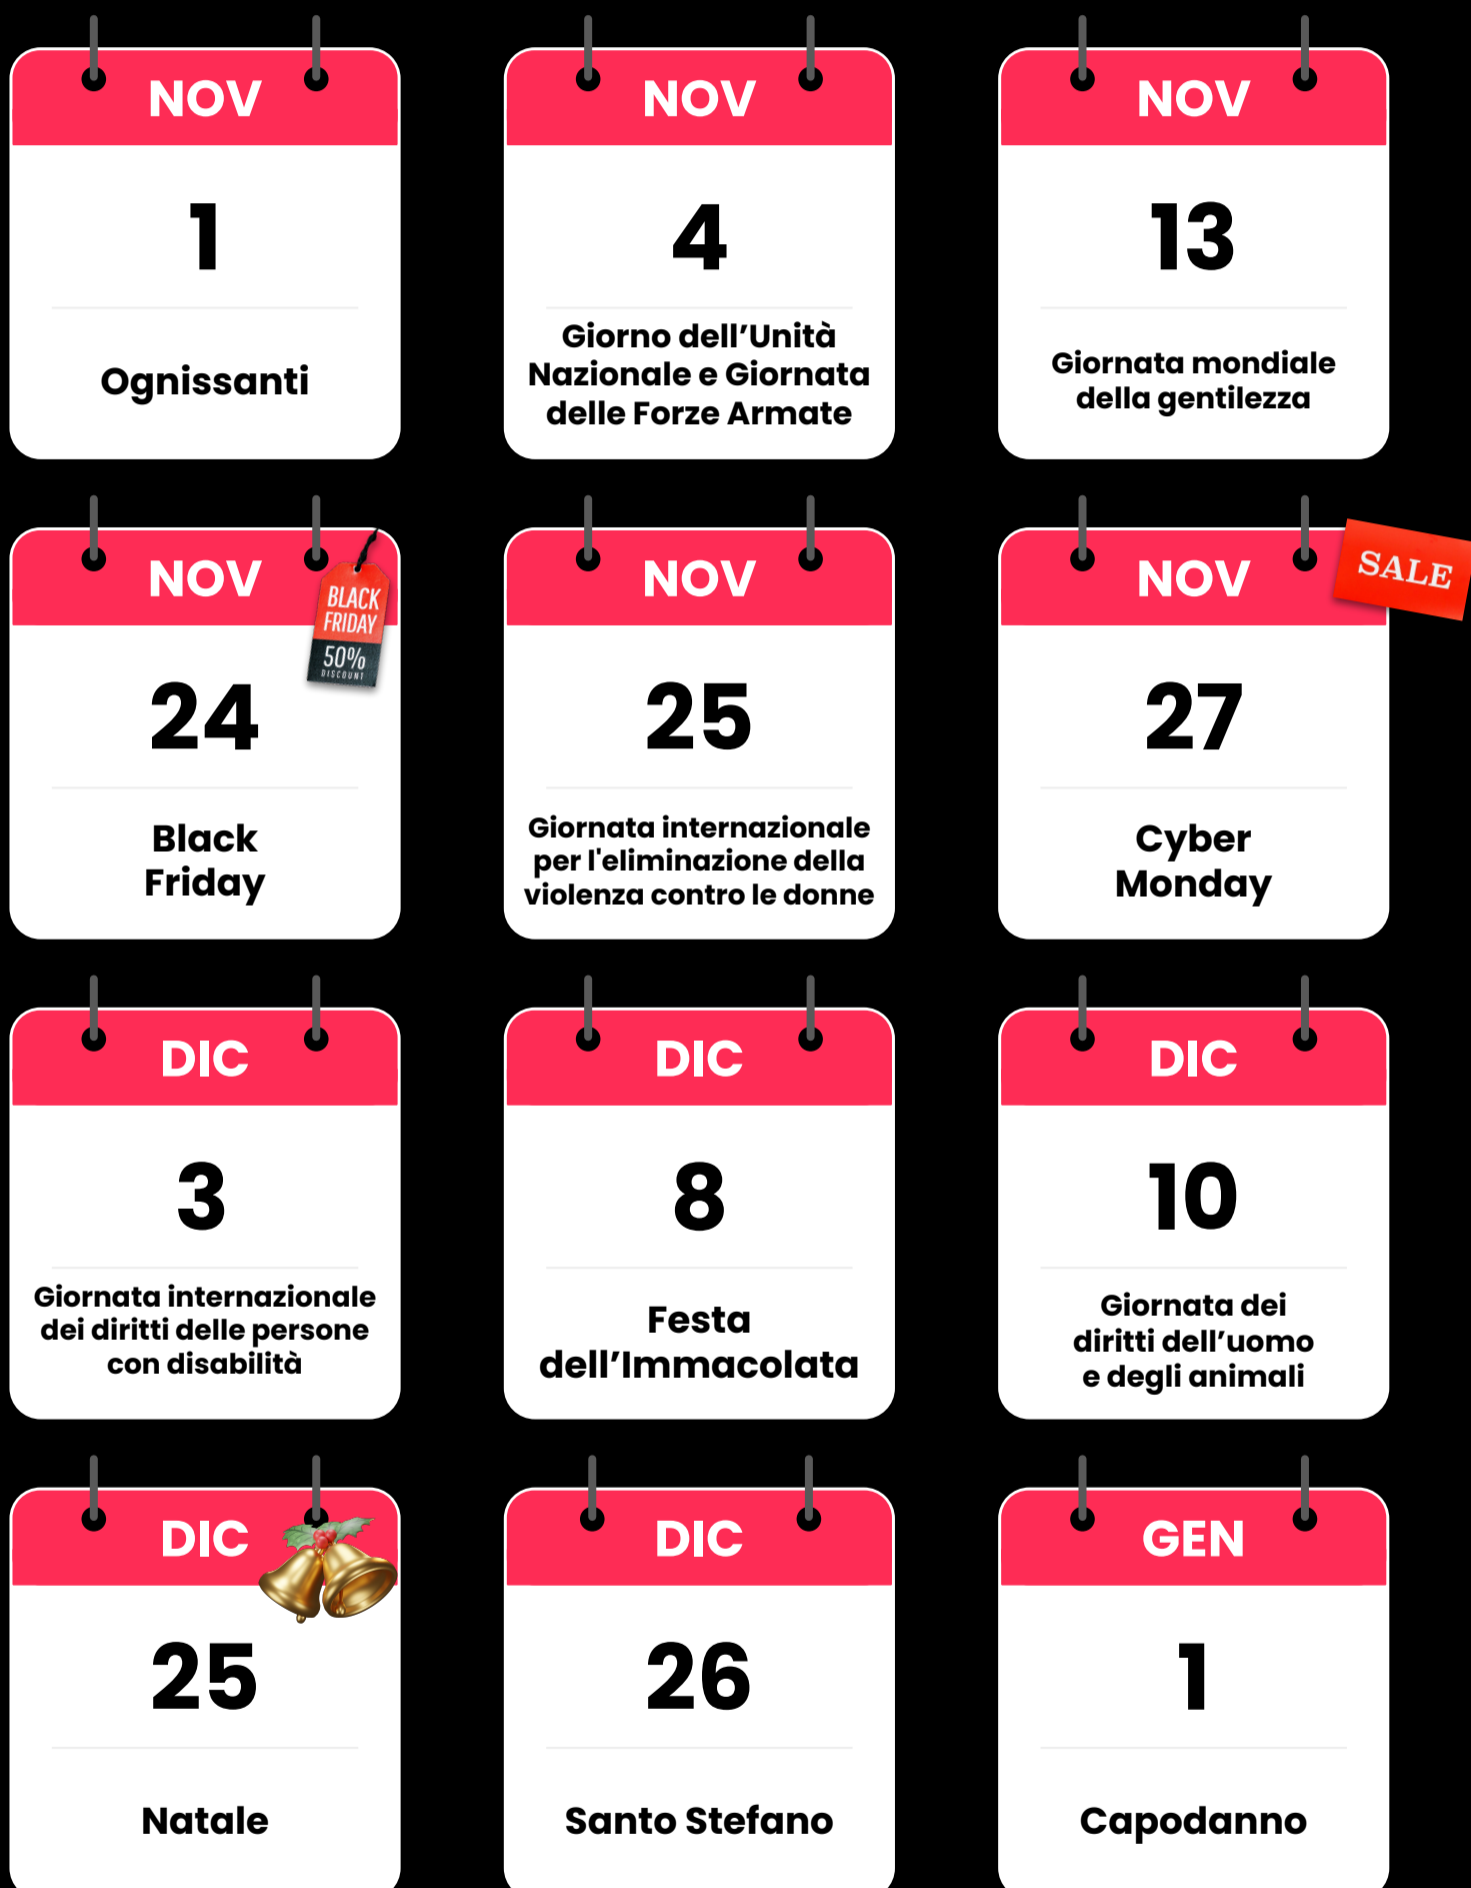 NOV
1
Ognissanti
NOV
4
Giorno dell’Unità
Nazionale e Giornata
delle Forze Armate
NOV
13
Giornata mondiale
della gentilezza
NOV
BLACK
FRIDAY
50%
DISCOUNT
24
Black
Friday
NOV
25
Giornata internazionale
per l'eliminazione della
violenza contro le donne
NOV
SALE
27
Cyber
Monday
DIC
3
Giornata internazionale
dei diritti delle persone
con disabilità
DIC
8
Festa
dell’Immacolata
DIC
10
Giornata dei
diritti dell’uomo
e degli animali
DIC
25
Natale
DIC
26
Santo Stefano
GEN
1
Capodanno